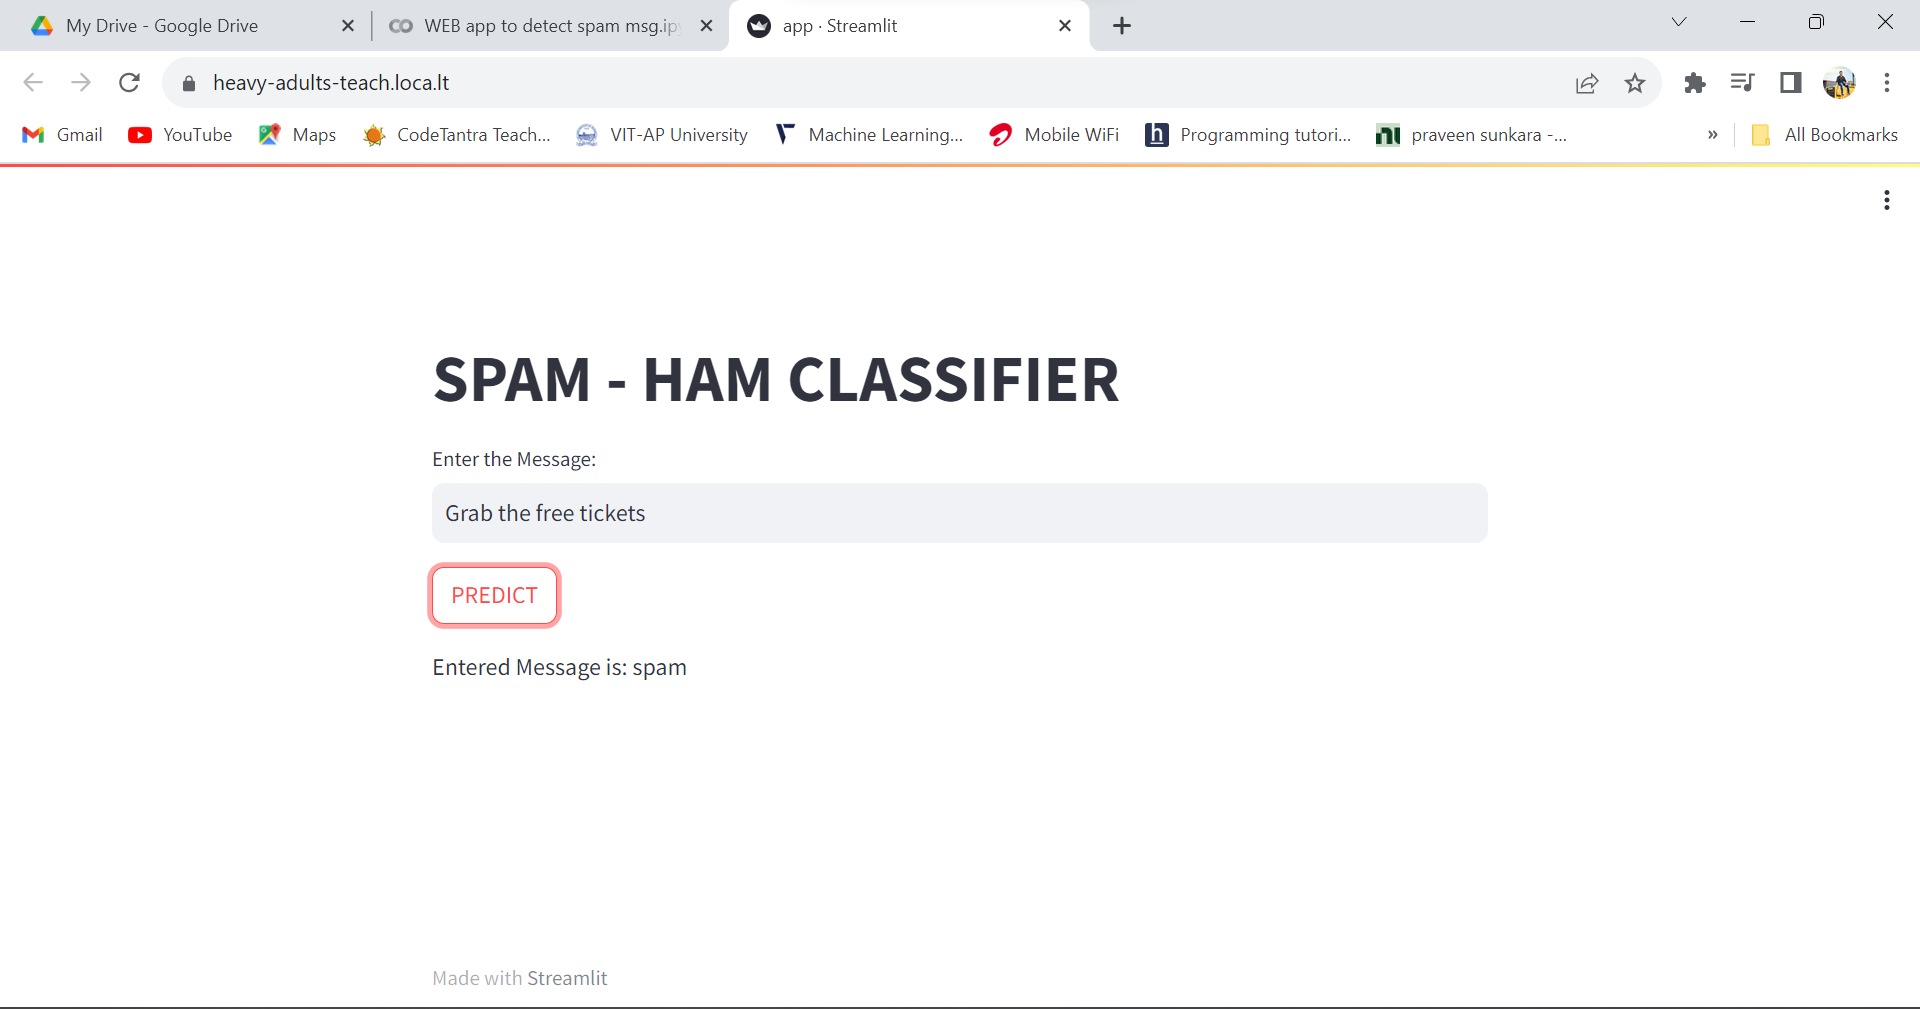 My Drive - Google Drive
WEB app to detect spam msg.ip
app · Streamlit
heavy-adults-teach.loca.lt
Gmail
YouTube
Maps
CodeTantra Teach...
VIT-AP University
Machine Learning...
Mobile WiFi
h
Programming tutori...
praveen sunkara -...
»
All Bookmarks
SPAM - HAM CLASSIFIER
Enter the Message:
Grab the free tickets
PREDICT
Entered Message is: spam
Made with Streamlit